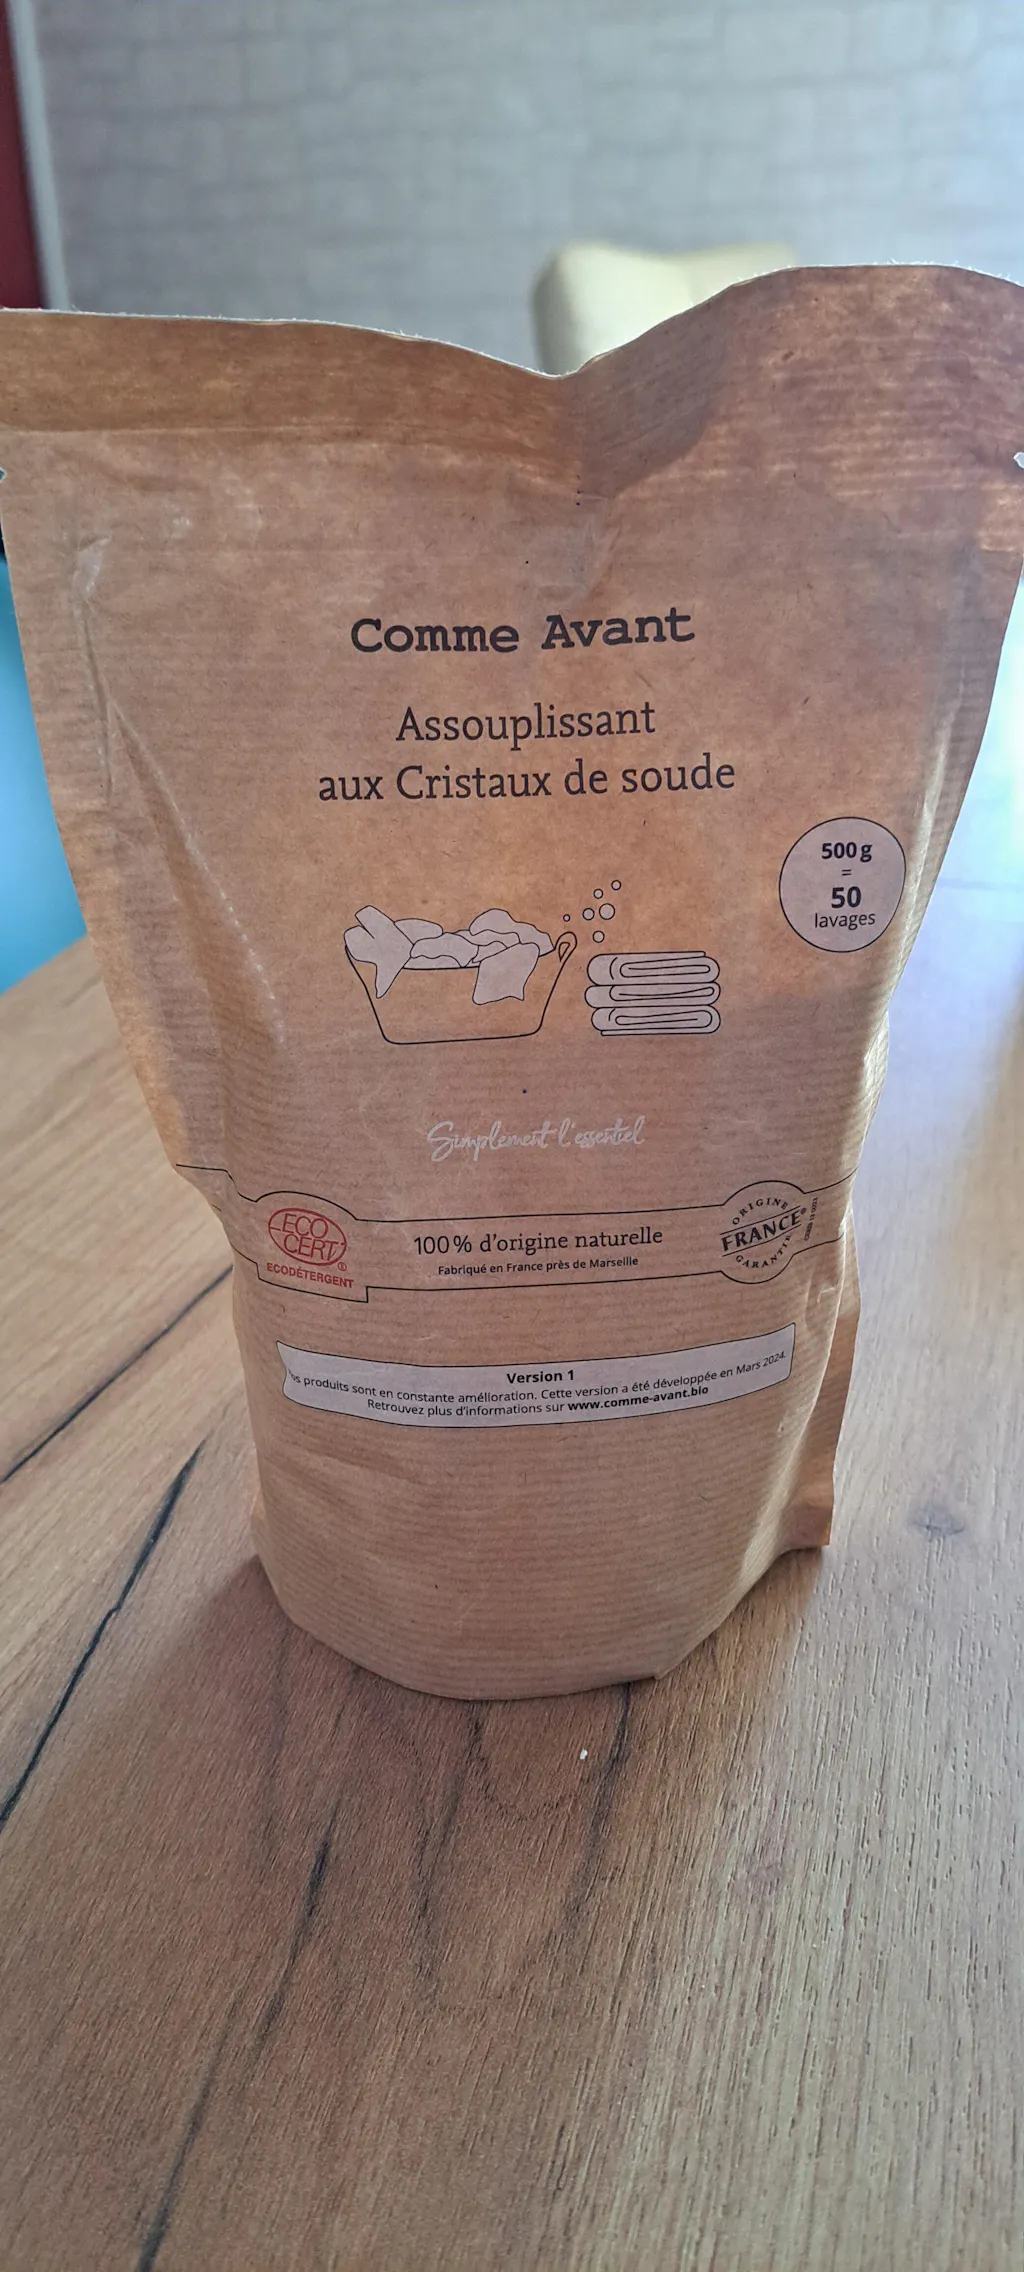 Comme Avant
Assouplissant
aux Cristaux de soude
500g
=
50
lavages
Simplement l'essentiel
ECO
CERT®
ECODÉTERGENT
100% d'origine naturelle
Fabriqué en France près de Marseille
ORIGINE
FRANCE®
GARANTIE
Version 1
produits sont en constante amélioration. Cette version a été développée en Mars 2024.
Retrouvez plus d'informations sur www.comme-avant.bio